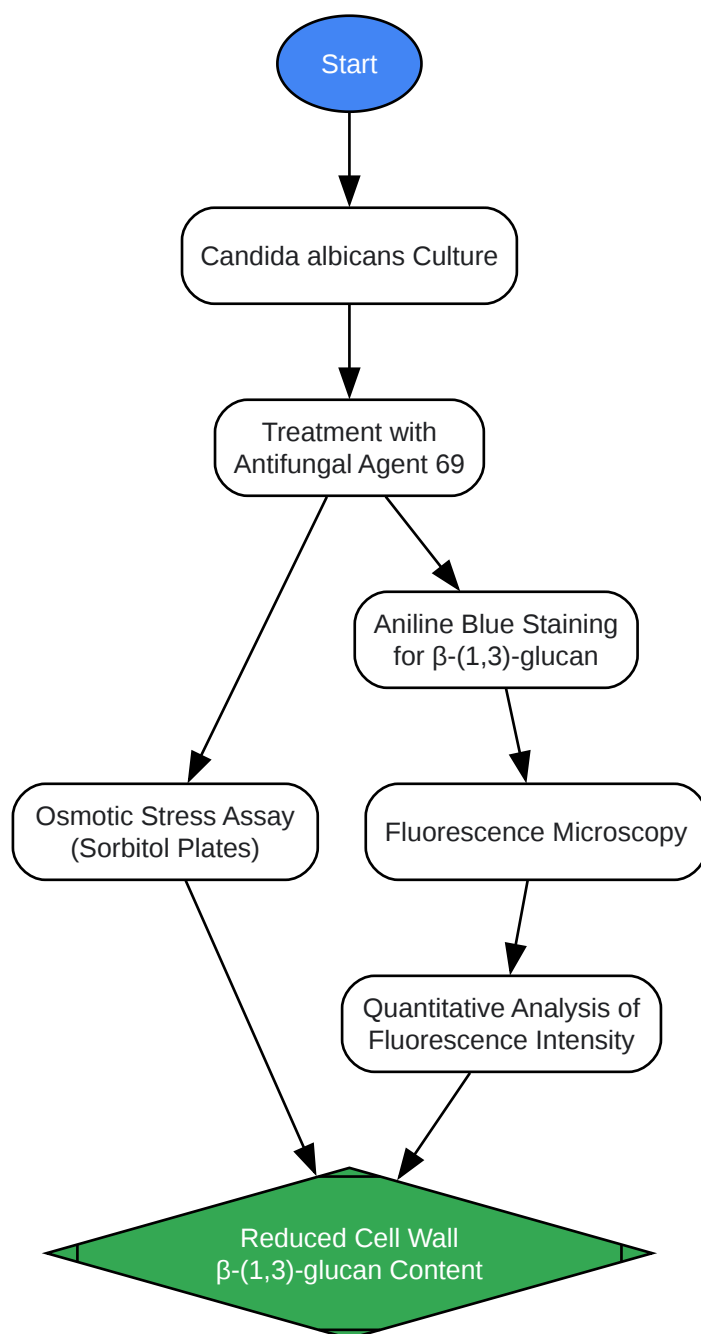 Start
Candida albicans Culture
Treatment with
Antifungal Agent 69
Aniline Blue Staining
for β-(1,3)-glucan
Osmotic Stress Assay
(Sorbitol Plates)
Fluorescence Microscopy
Quantitative Analysis of
Fluorescence Intensity
Reduced Cell Wall
β-(1,3)-glucan Content